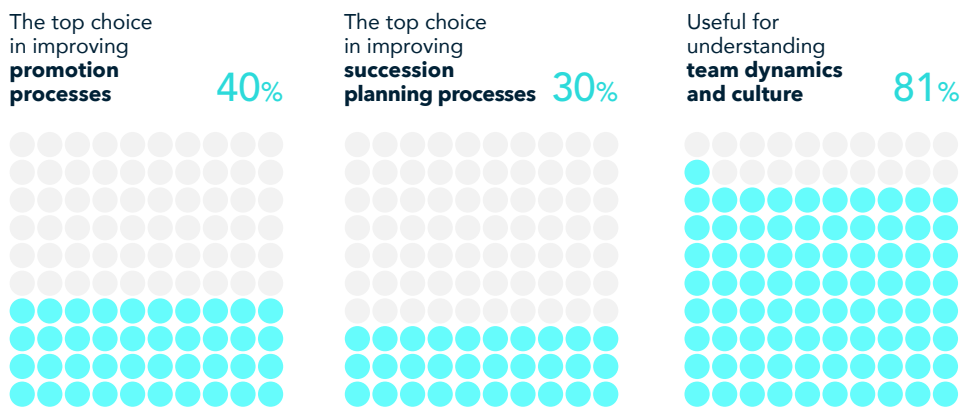 The top choice
in improving
promotion
processes 40%
The top choice
in improving
succession
planning processes 30%
Useful for
understanding
team dynamics
and culture 81%